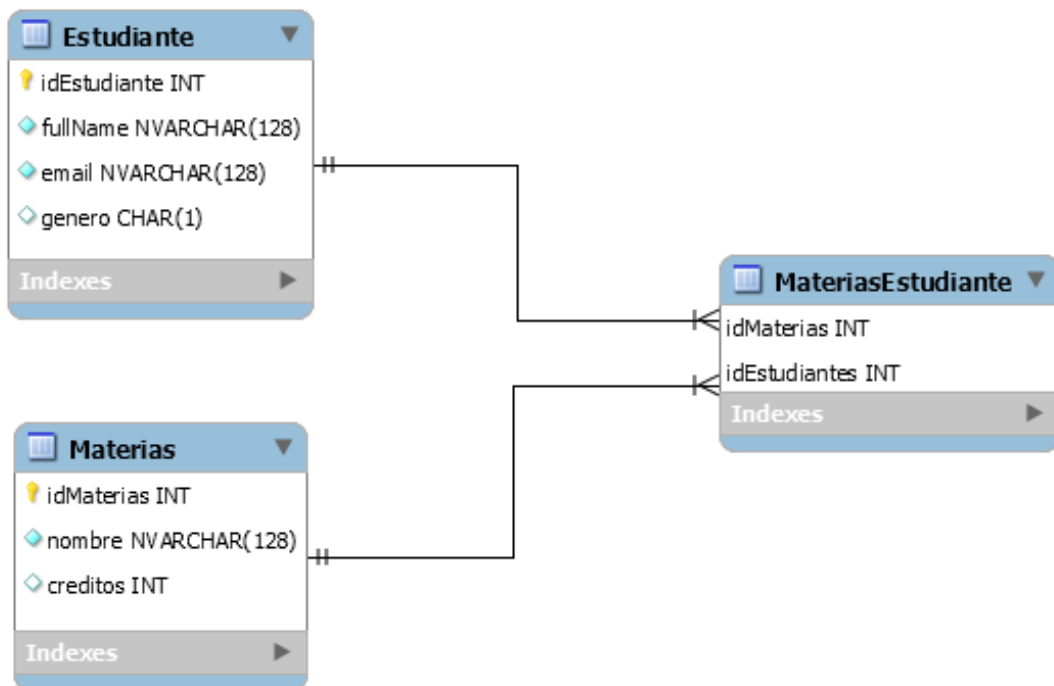 Estudiante
idEstudiante INT
fullName NVARCHAR(128)
email NVARCHAR(128)
genero CHAR(1)
Indexes
MateriasEstudiante
idMaterias INT
idEstudiantes INT
Indexes
Materias
idMaterias INT
nombre NVARCHAR(128)
creditos INT
Indexes